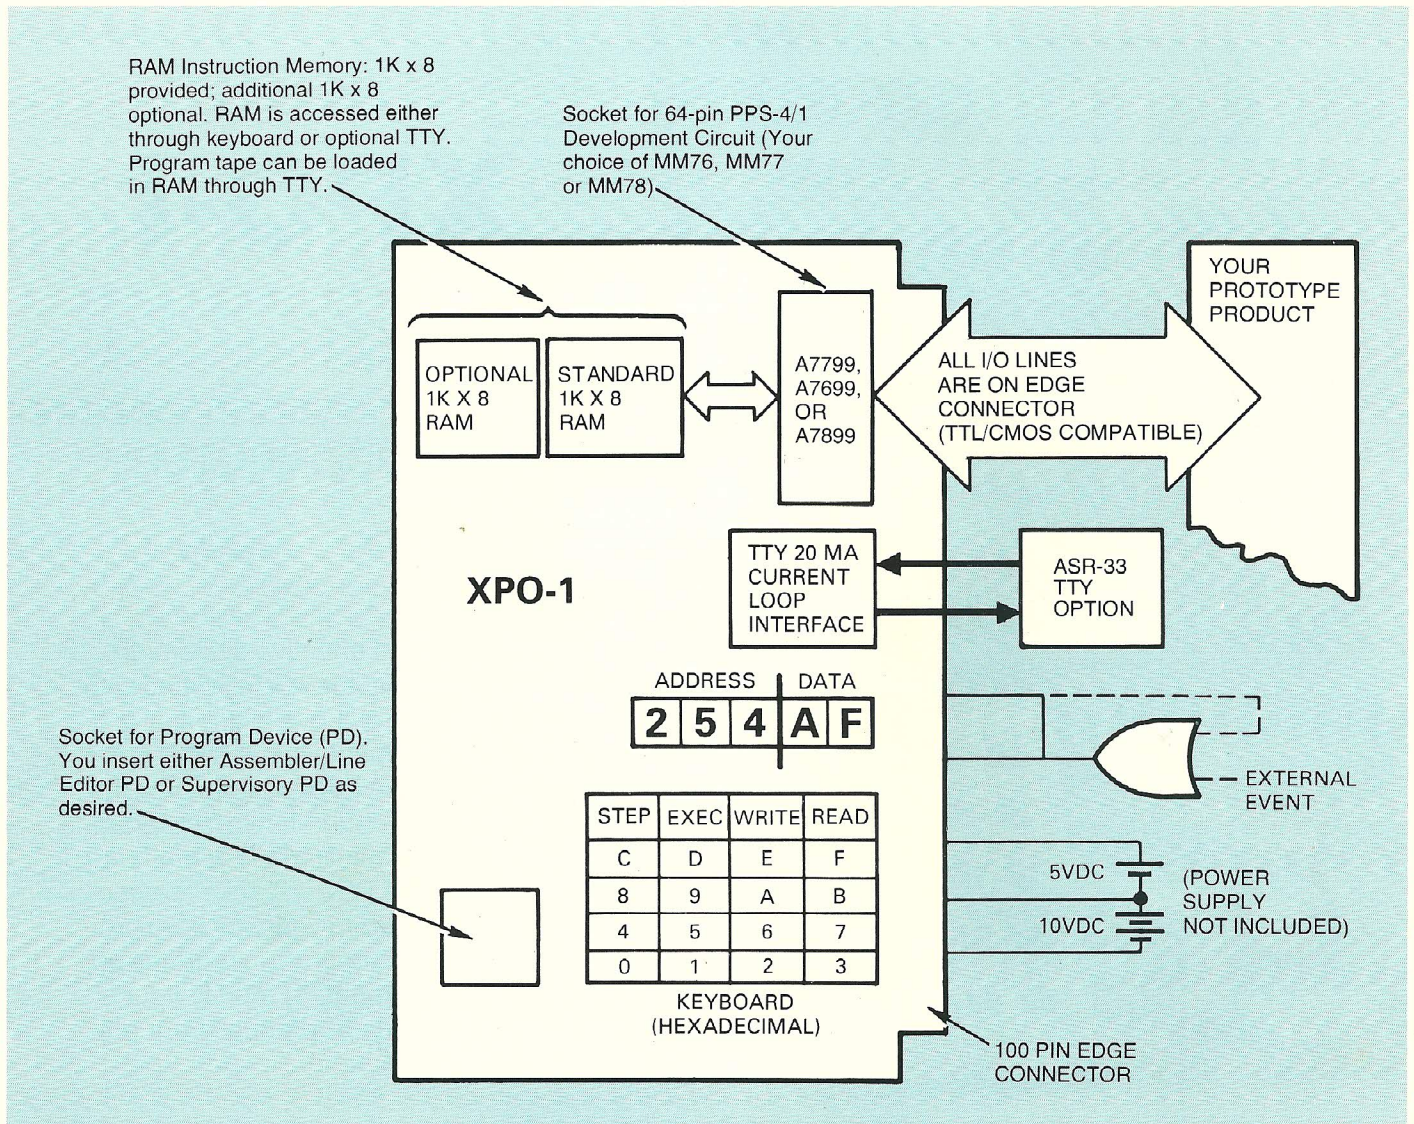 RAM Instruction Memory: 1K x 8
provided; additional 1K x 8
optional. RAM is accessed either
through keyboard or optional TTY.
Program tape can be loaded
in RAM through TTY.
Socket for 64-pin PPS-4/1
Development Circuit (Your
choice of MM76, MM77
or MM78)
YOUR
PROTOTYPE
PRODUCT
OPTIONAL
1K X 8
RAM
STANDARD
1K X 8
RAM
A7799,
A7699,
OR
A7899
ALL I/O LINES
ARE ON EDGE
CONNECTOR
(TTL/CMOS COMPATIBLE)
XPO-1
TTY 20 MA
CURRENT
LOOP
INTERFACE
ASR-33
TTY
OPTION
ADDRESS DATA
2 5 4 A F
Socket for Program Device (PD).
You insert either Assembler/Line
Editor PD or Supervisory PD as
desired.
EXTERNAL
EVENT
STEP EXEC WRITE READ
C D E F
8 9 A B
4 5 6 7
0 1 2 3
KEYBOARD
(HEXADECIMAL)
5VDC
10VDC
(POWER
SUPPLY
NOT INCLUDED)
100 PIN EDGE
CONNECTOR